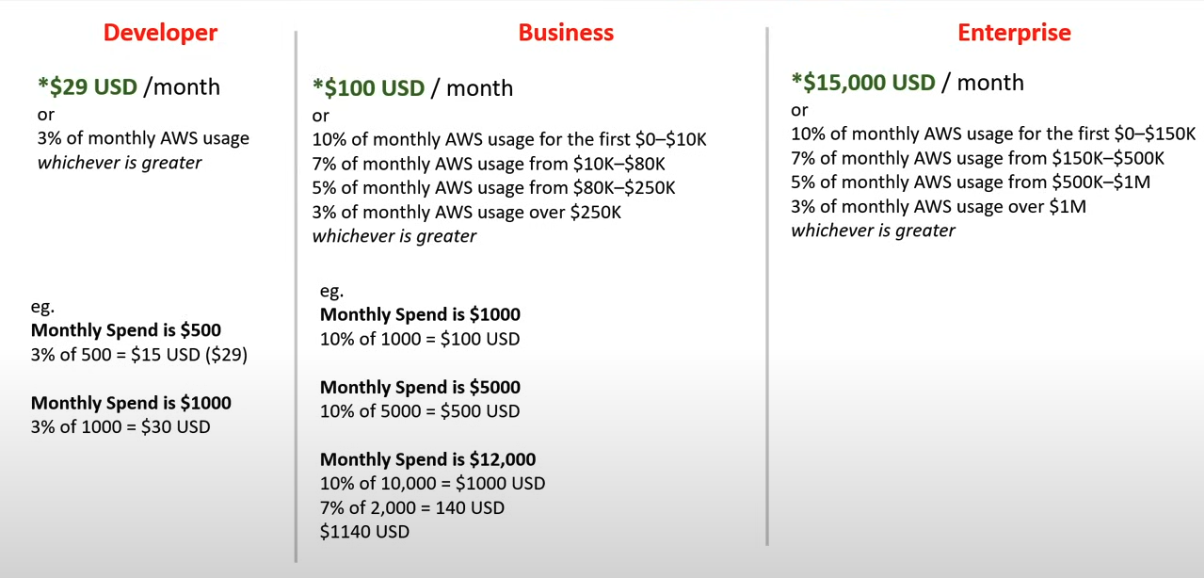 Developer
*$29 USD /month
or
3% of monthly AWS usage
whichever is greater
eg.
Monthly Spend is $500
3% of 500 = $15 USD ($29)
Monthly Spend is $1000
3% of 1000 = $30 USD
Business
*$100 USD / month
or
10% of monthly AWS usage for the first $0–$10K
7% of monthly AWS usage from $10K–$80K
5% of monthly AWS usage from $80K–$250K
3% of monthly AWS usage over $250K
whichever is greater
eg.
Monthly Spend is $1000
10% of 1000 = $100 USD
Monthly Spend is $5000
10% of 5000 = $500 USD
Monthly Spend is $12,000
10% of 10,000 = $1000 USD
7% of 2,000 = 140 USD
$1140 USD
Enterprise
*$15,000 USD / month
or
10% of monthly AWS usage for the first $0–$150K
7% of monthly AWS usage from $150K–$500K
5% of monthly AWS usage from $500K–$1M
3% of monthly AWS usage over $1M
whichever is greater